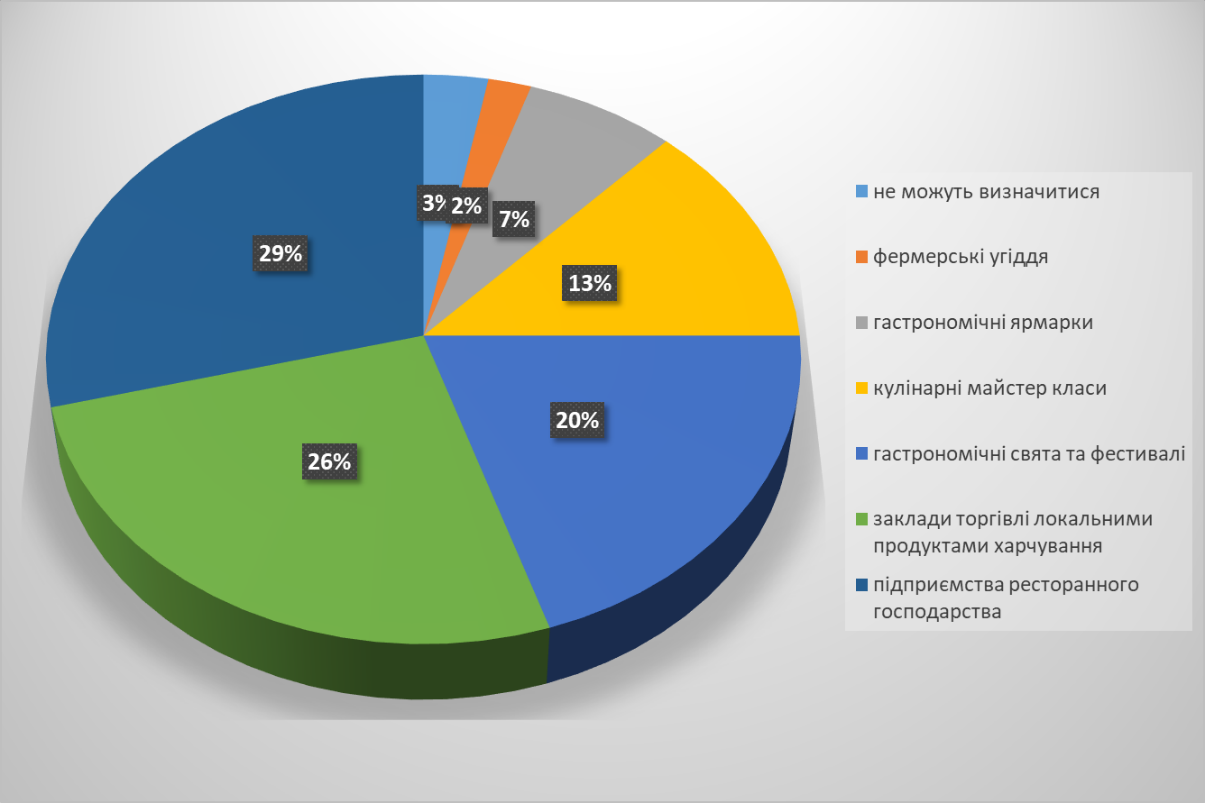 3%
2%
7%
29%
13%
20%
26%
не можуть визначитися
фермерські угіддя
гастрономічні ярмарки
кулінарні майстер класи
гастрономічні свята та фестивалі
заклади торгівлі локальними
продуктами харчування
підприємства ресторанного
господарства